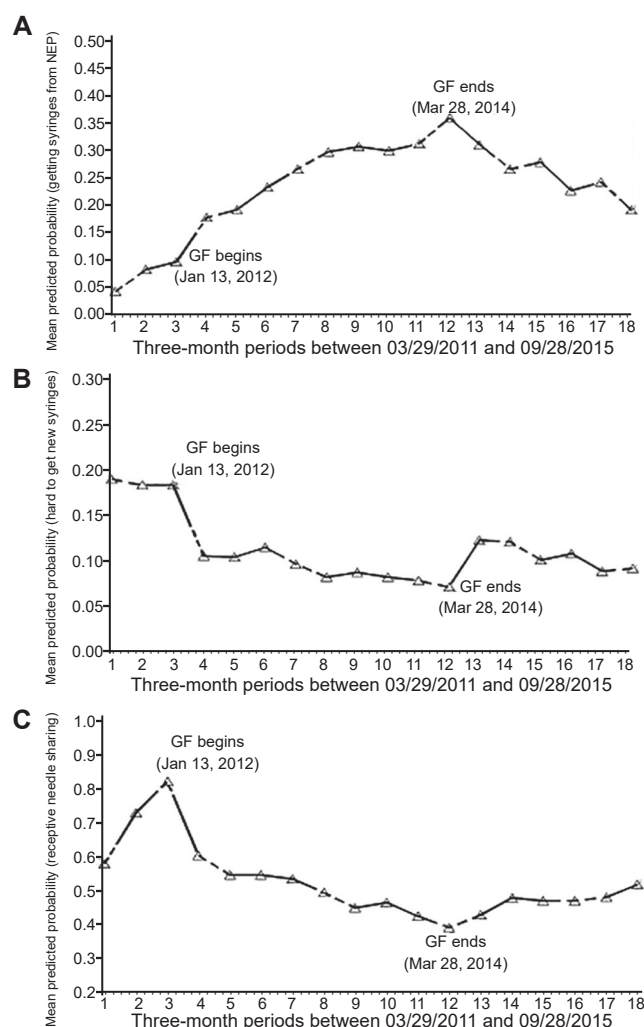 A
Mean predicted probability (getting syringes from NEP)
0.50
0.45
0.40
0.35
0.30
0.25
0.20
0.15
0.10
0.05
0.00
GF ends
(Mar 28, 2014)
GF begins
(Jan 13, 2012)
1 2 3 4 5 6 7 8 9 10 11 12 13 14 15 16 17 18
Three-month periods between 03/29/2011 and 09/28/2015
B
Mean predicted probability (hard to get new syringes)
0.30
0.25
0.20
0.15
0.10
0.05
0.00
GF begins
(Jan 13, 2012)
GF ends
(Mar 28, 2014)
1 2 3 4 5 6 7 8 9 10 11 12 13 14 15 16 17 18
Three-month periods between 03/29/2011 and 09/28/2015
C
Mean predicted probability (receptive needle sharing)
1.0
0.9
0.8
0.7
0.6
0.5
0.4
0.3
0.2
GF begins
(Jan 13, 2012)
GF ends
(Mar 28, 2014)
1 2 3 4 5 6 7 8 9 10 11 12 13 14 15 16 17 18
Three-month periods between 03/29/2011 and 09/28/2015